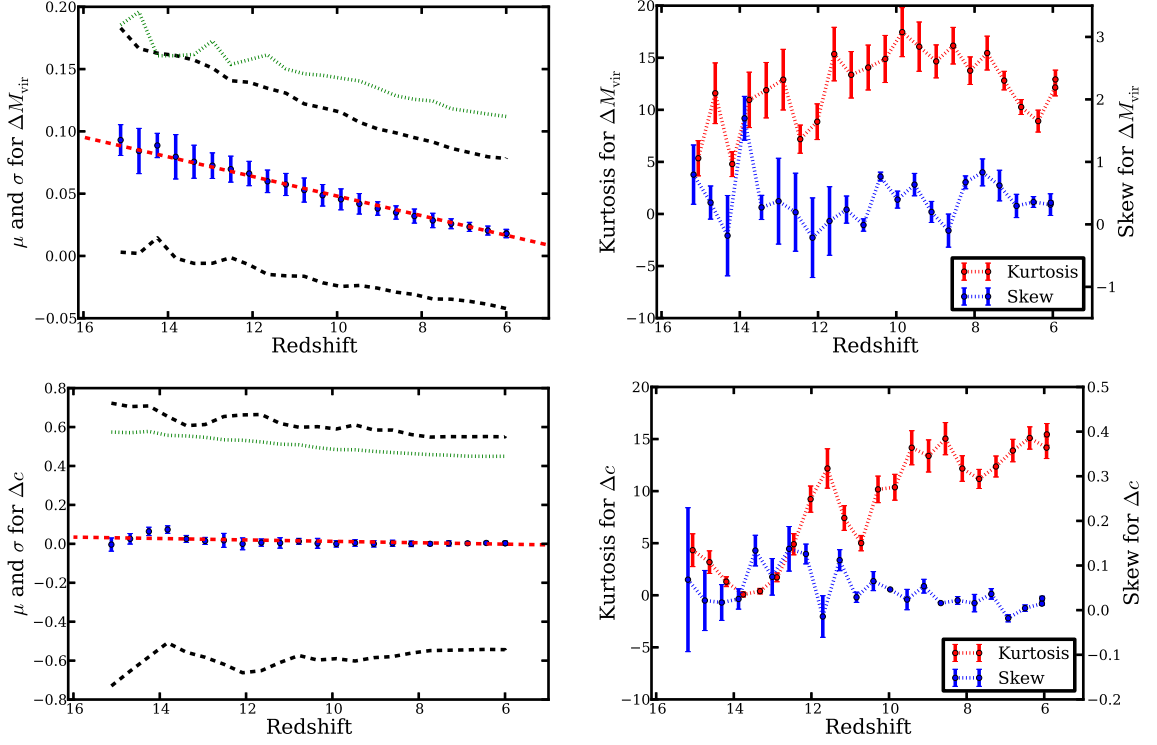 0.20
0.15
0.10
0.05
0.00
−0.05
μ and σ for ΔM_vir
16 14 12 10 8 6
Redshift
20
15
10
5
0
−5
−10
Kurtosis for ΔM_vir
3
2
1
0
−1
Skew for ΔM_vir
Kurtosis
Skew
16 14 12 10 8 6
Redshift
0.8
0.6
0.4
0.2
0.0
−0.2
−0.4
−0.6
−0.8
μ and σ for Δc
16 14 12 10 8 6
Redshift
20
15
10
5
0
−5
−10
Kurtosis for Δc
0.5
0.4
0.3
0.2
0.1
0.0
−0.1
−0.2
Skew for Δc
Kurtosis
Skew
16 14 12 10 8 6
Redshift